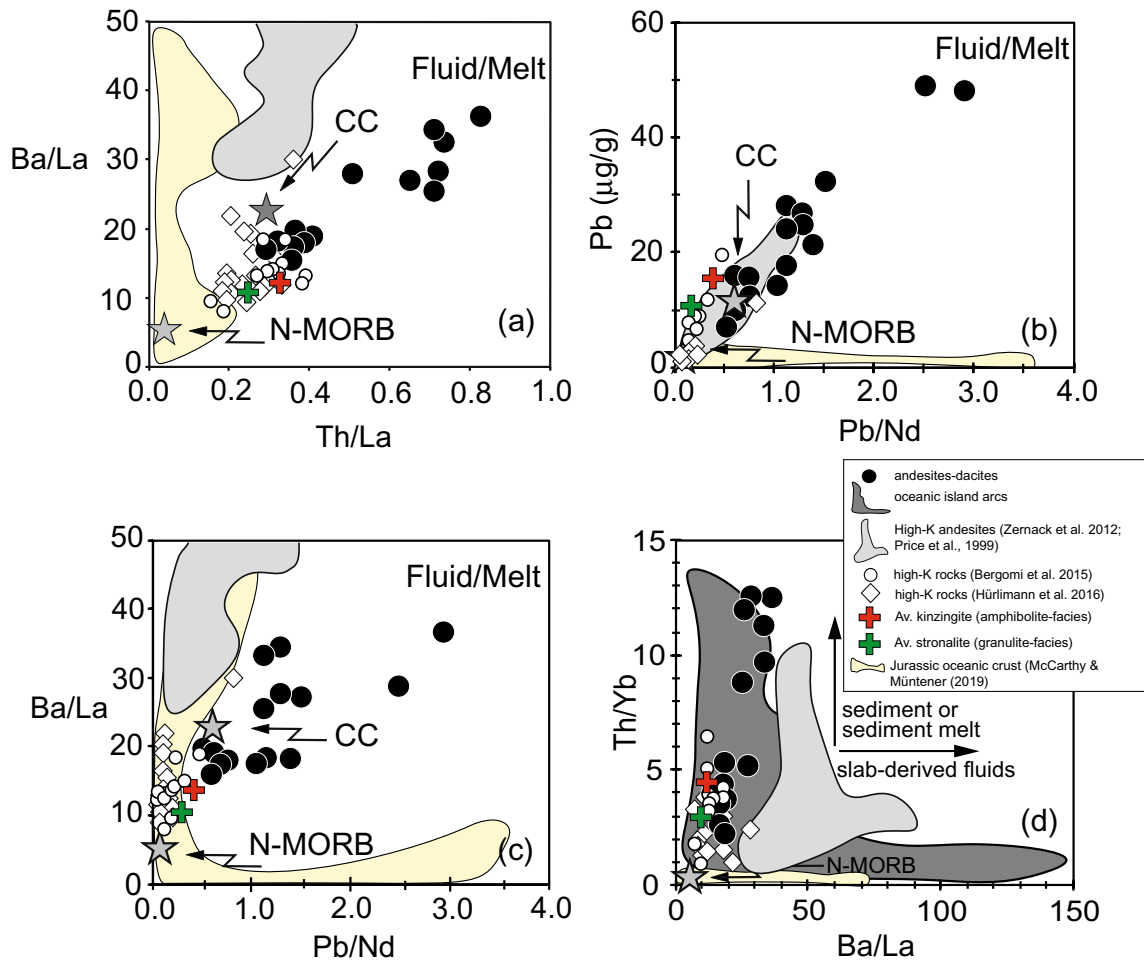 50
40
30
20
10
0
Ba/La
0.0
0.2
0.4
0.6
0.8
1.0
Th/La
Fluid/Melt
CC
N-MORB
(a)
60
40
20
0
Pb (µg/g)
0.0
1.0
2.0
3.0
4.0
Pb/Nd
Fluid/Melt
CC
N-MORB
(b)
50
40
30
20
10
0
Ba/La
0.0
1.0
2.0
3.0
4.0
Pb/Nd
Fluid/Melt
CC
N-MORB
(c)
andesites-dacites
oceanic island arcs
High-K andesites (Zernack et al. 2012;
Price et al., 1999)
high-K rocks (Bergomi et al. 2015)
high-K rocks (Hürlimann et al. 2016)
Av. kinzingite (amphibolite-facies)
Av. stronalite (granulite-facies)
Jurassic oceanic crust (McCarthy &
Müntener (2019)
15
10
5
0
Th/Yb
0
50
100
150
Ba/La
sediment or
sediment melt
slab-derived fluids
N-MORB
(d)